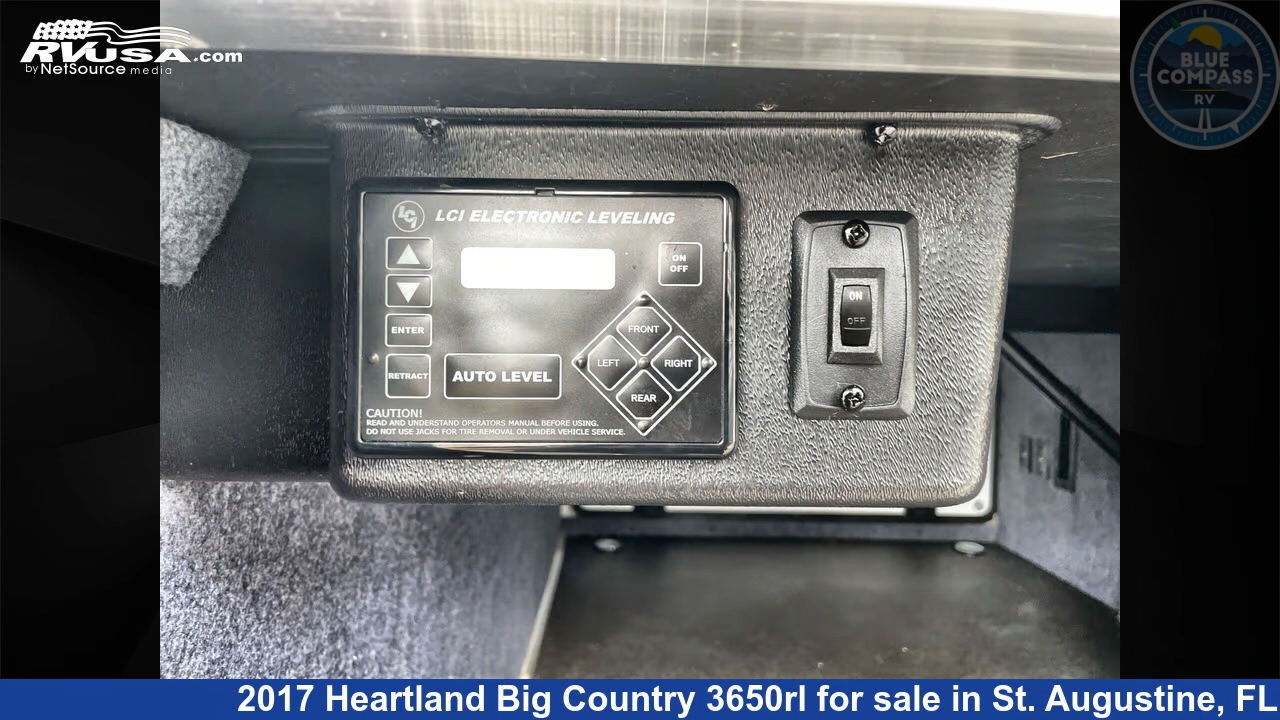 RVUSA.com
by NetSource media
BLUE
COMPASS
RV
LCI
LCI ELECTRONIC LEVELING
ON
OFF
ENTER
RETRACT
AUTO LEVEL
FRONT
LEFT
RIGHT
REAR
CAUTION!
READ AND UNDERSTAND OPERATORS MANUAL BEFORE USING.
DO NOT USE JACKS FOR TIRE REMOVAL OR UNDER VEHICLE SERVICE.
ON
OFF
2017 Heartland Big Country 3650rl for sale in St. Augustine, FL